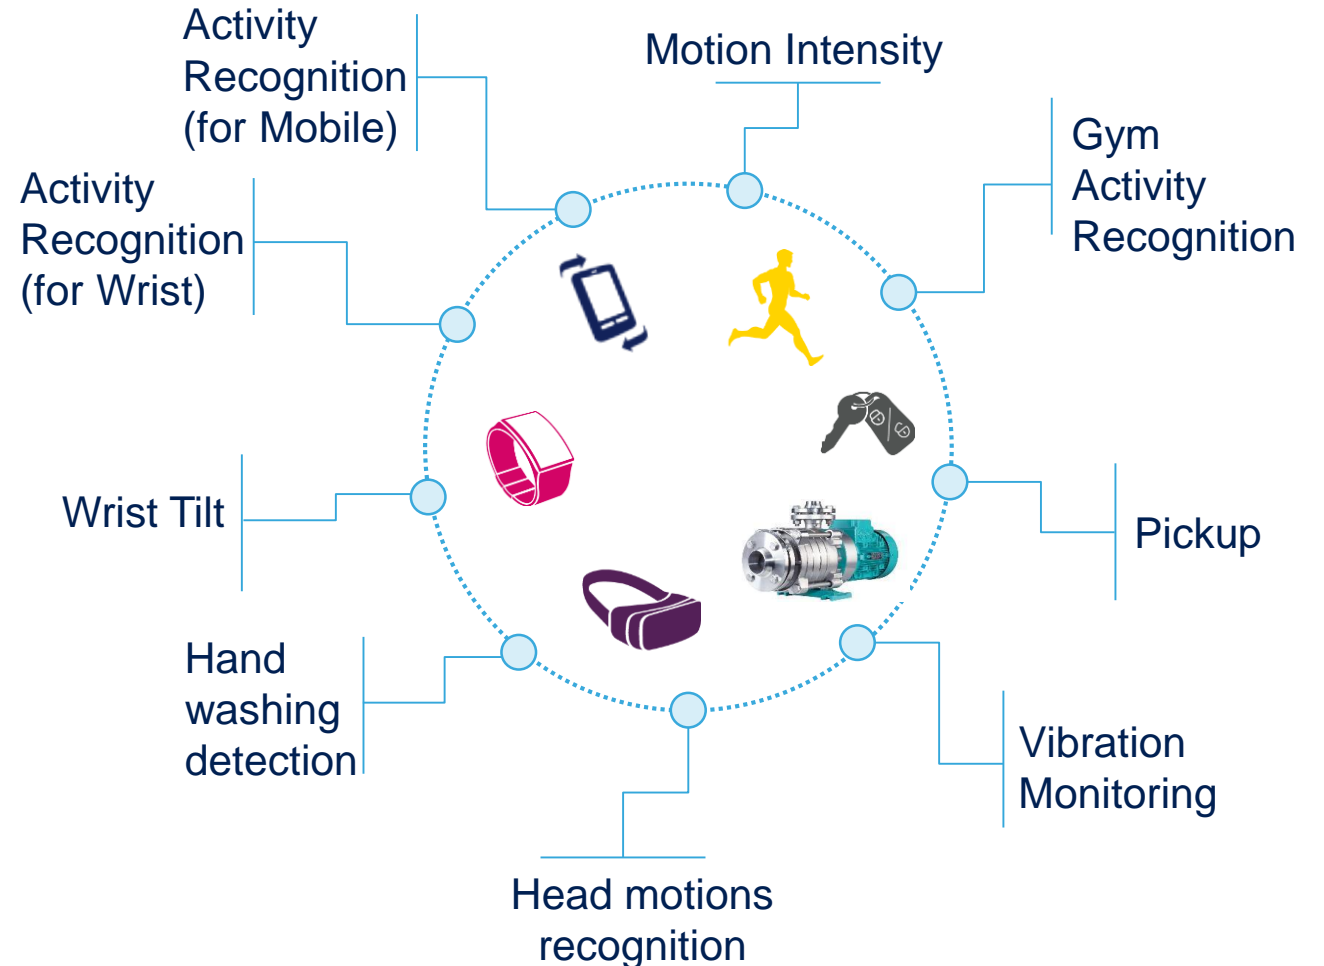 Activity
Recognition
(for Mobile)
Motion Intensity
Gym
Activity
Recognition
Activity
Recognition
(for Wrist)
Wrist Tilt
Pickup
Hand
washing
detection
Vibration
Monitoring
Head motions
recognition